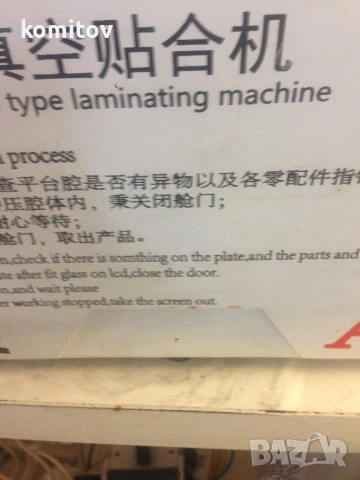 komitov
真空贴合机
type laminating machine
process
查平台腔是否有异物以及各零配件指
压腔体内，秉关闭舱门；
耐心等待；
舱门，取出产品。
check if there is somthing on the plate,and the parts and
after fit glass on lcd,close the door.
and wait please
working stopped,take the screen out.
A
BAZAR
bg